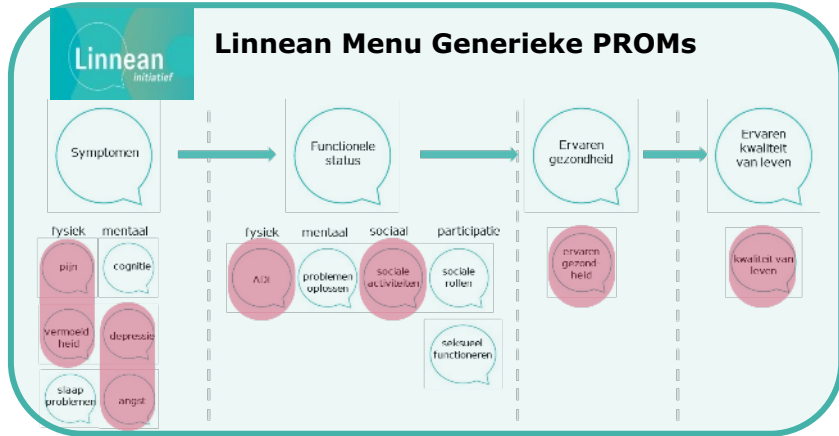 Linnean
initiatief
Linnean Menu Generieke PROMs
Symptomen
Functionele
status
Ervaren
gezondheid
Ervaren
kwaliteit
van leven
fysiek
mentaal
fysiek
mentaal
sociaal
participatie
pijn
cognitie
ADL
problemen
oplossen
sociale
activiteiten
sociale
rollen
ervaren
gezond-
heid
kwaliteit van
leven
vermoeid
heid
depressie
seksueel
functioneren
slaap
problemen
angst